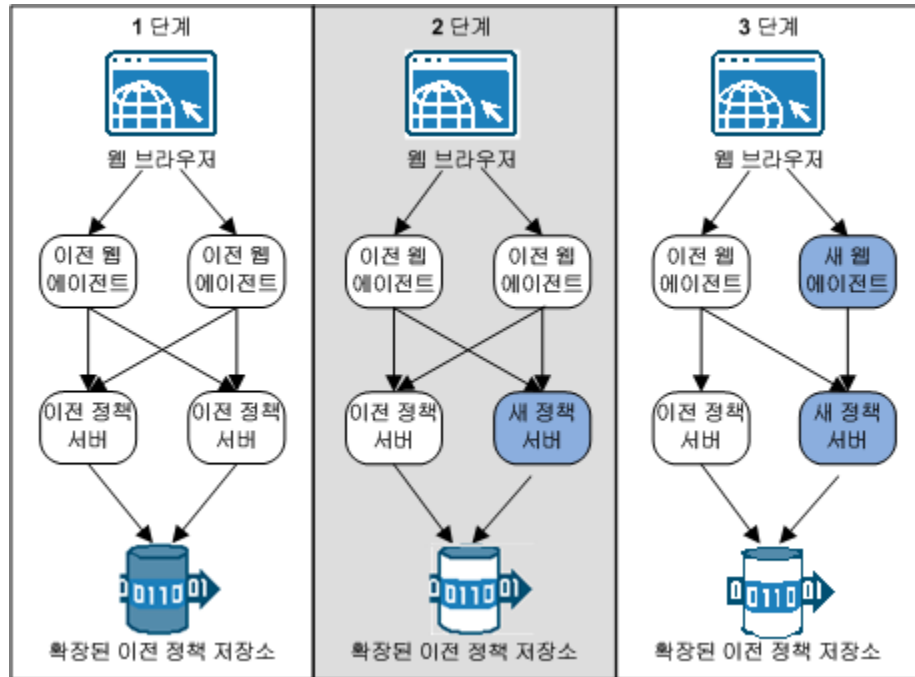 1 단계
웹 브라우저
이전 웹
에이전트
이전 웹
에이전트
이전 정책
서버
이전 정책
서버
0110
확장된 이전 정책 저장소
2 단계
웹 브라우저
이전 웹
에이전트
이전 웹
에이전트
이전 정책
서버
새 정책
서버
0110
확장된 이전 정책 저장소
3 단계
웹 브라우저
이전 웹
에이전트
새 웹
에이전트
이전 정책
서버
새 정책
서버
0110
확장된 이전 정책 저장소